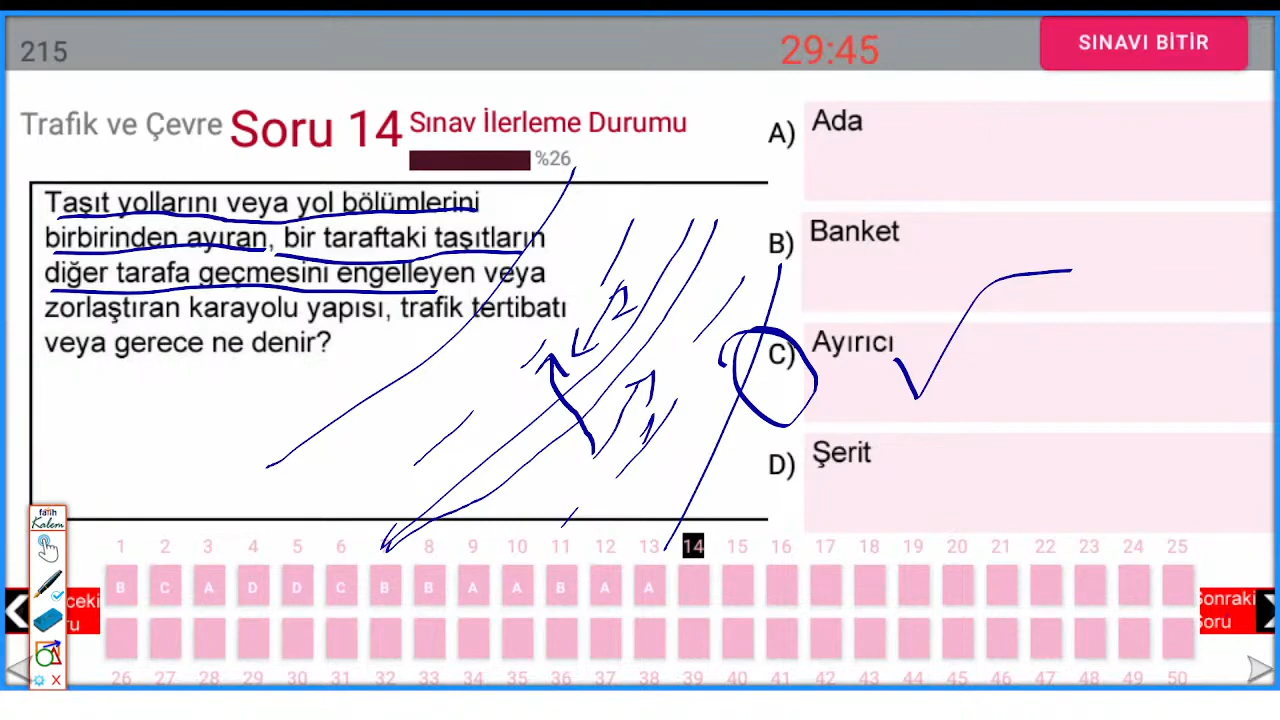 215
29:45
SINAVI BİTİR
Trafik ve Çevre Soru 14 Sınav İlerleme Durumu
%26
Taşıt yollarını veya yol bölümlerini
birbirinden ayıran, bir taraftaki taşıtların
diğer tarafa geçmesini engelleyen veya
zorlaştıran karayolu yapısı, trafik tertibatı
veya gerece ne denir?
A) Ada
B) Banket
C) Ayırıcı
D) Şerit
2
1
fatih
Kalem
1 2 3 4 5 6 8 9 10 11 12 13 14 15 16 17 18 19 20 21 22 23 24 25
B C A D D C B B A A B A A
26 27 28 29 30 31 32 33 34 35 36 37 38 39 40 41 42 43 44 45 46 47 48 49 50
ceki
ru
Sonraki
Soru